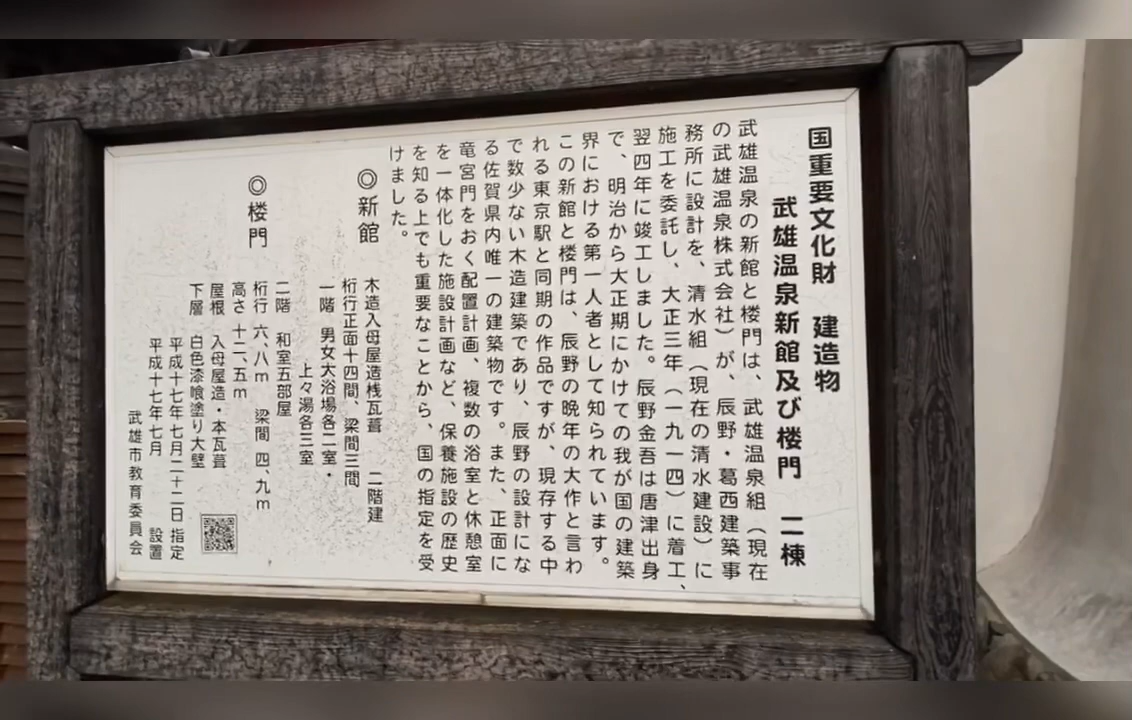 国重要文化財　建造物
武雄温泉新館及び楼門　二棟
武雄温泉の新館と楼門は、武雄温泉組（現在
の武雄温泉株式会社）が、辰野・葛西建築事
務所に設計を、清水組（現在の清水建設）に
施工を委託し、大正三年（一九一四）に着工、
翌四年に竣工しました。辰野金吾は唐津出身
で、明治から大正期にかけての我が国の建築
界における第一人者として知られています。
この新館と楼門は、辰野の晩年の大作と言わ
れる東京駅と同期の作品ですが、現存する中
で数少ない木造建築であり、辰野の設計にな
る佐賀県内唯一の建築物です。また、正面に
竜宮門をおく配置計画、複数の浴室と休憩室
を一体化した施設計画など、保養施設の歴史
を知る上でも重要なことから、国の指定を受
けました。
◎新館　木造入母屋造桟瓦葺　二階建
桁行正面十四間、梁間三間
一階　男女大浴場各二室・
上々湯各三室
二階　和室五部屋
◎楼門　桁行 六、八m　梁間 四、九m
高さ 十二、五m
屋根　入母屋造・本瓦葺
下層　白色漆喰塗り大壁
平成十七年七月二十二日 指定
平成十七年七月　設置
武雄市教育委員会